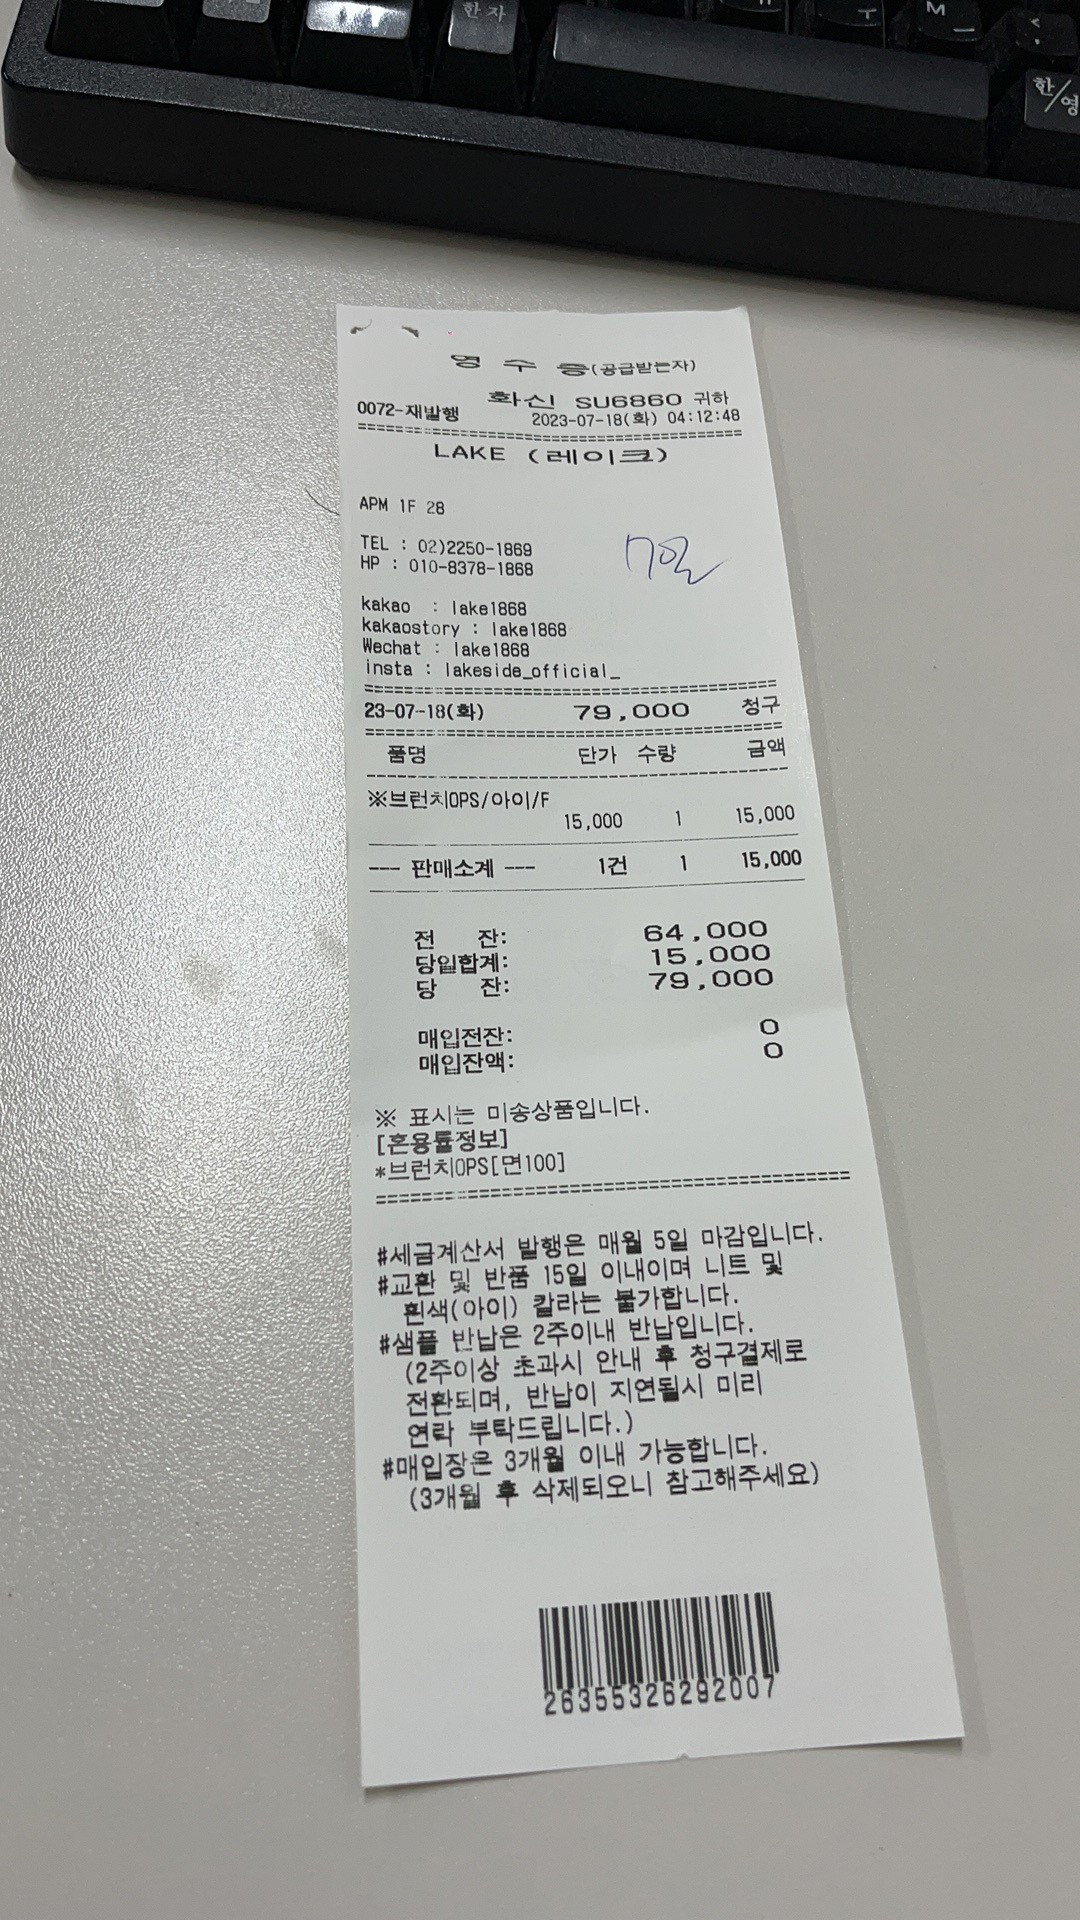 한자
ㅠ
ㅜ
M
ㅡ
<
,
한/영
영 수 증(공급받는자)
화신 SU6860 귀하
0072-재발행 2023-07-18(화) 04:12:48
==========================================
LAKE (레이크)
APM 1F 28
TEL : 02)2250-1869
HP : 010-8378-1868
kakao : lake1868
kakaostory : lake1868
Wechat : lake1868
insta : lakeside_official_
==========================================
23-07-18(화) 79,000 청구
==========================================
품명 단가 수량 금액
------------------------------------------
※브런치OPS/아이/F
15,000 1 15,000
--- 판매소계 --- 1건 1 15,000
전 잔: 64,000
당일합계: 15,000
당 잔: 79,000
매입전잔: 0
매입잔액: 0
※ 표시는 미송상품입니다.
[혼용률정보]
*브런치OPS[면100]
==========================================
#세금계산서 발행은 매월 5일 마감입니다.
#교환 및 반품 15일 이내이며 니트 및
흰색(아이) 칼라는 불가합니다.
#샘플 반납은 2주이내 반납입니다.
(2주이상 초과시 안내 후 청구결제로
전환되며, 반납이 지연될시 미리
연락 부탁드립니다.)
#매입장은 3개월 이내 가능합니다.
(3개월 후 삭제되오니 참고해주세요)
26355326292007